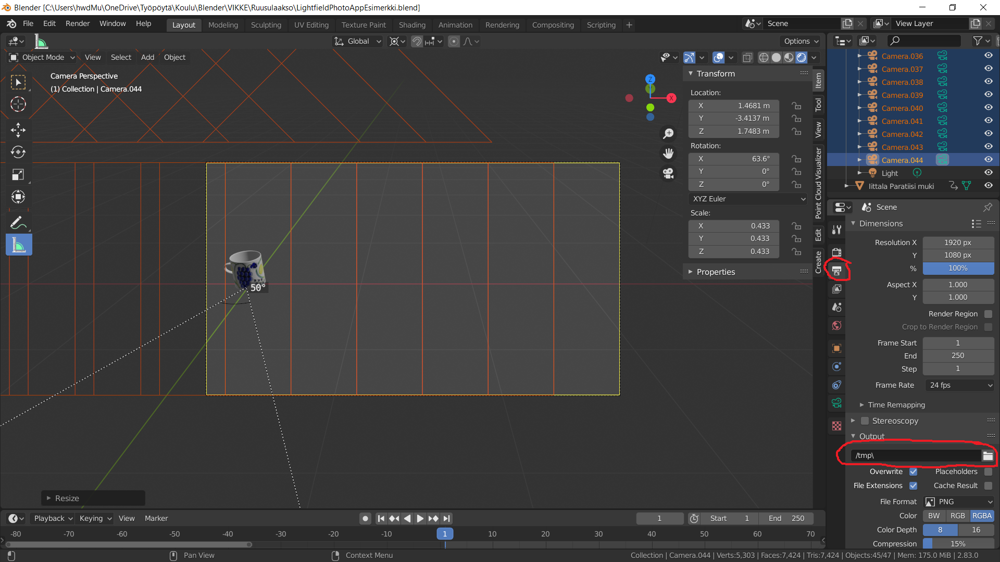 Blender [C:\Users\hwdMu\OneDrive\Työpöytä\Koulu\Blender\VIKKE\Ruusulaakso\LightfieldPhotoAppEsimerkki.blend]
File Edit Render Window Help
Layout Modeling Sculpting UV Editing Texture Paint Shading Animation Rendering Compositing Scripting +
Scene
View Layer
Global
Options
Object Mode View Select Add Object
Camera Perspective
(1) Collection | Camera.044
Z
X
50°
Resize
Transform
Location:
X 1.4681 m
Y -3.4137 m
Z 1.7483 m
Rotation:
X 63.6°
Y 0°
Z 0°
XYZ Euler
Scale:
X 0.433
Y 0.433
Z 0.433
Properties
Item
Tool
View
Point Cloud Visualizer
Edit
Create
Camera.036
Camera.037
Camera.038
Camera.039
Camera.040
Camera.041
Camera.042
Camera.043
Camera.044
Light
Iittala Paratiisi muki
Scene
Dimensions
Resolution X 1920 px
Y 1080 px
% 100%
Aspect X 1.000
Y 1.000
Render Region
Crop to Render Region
Frame Start 1
End 250
Step 1
Frame Rate 24 fps
Time Remapping
Stereoscopy
Output
/tmp\
Overwrite Placeholders
File Extensions Cache Result
File Format PNG
Color BW RGB RGBA
Color Depth 8 16
Compression 15%
Playback Keying View Marker
1
Start 1
End 250
-80 -70 -60 -50 -40 -30 -20 -10 1 10 20 30 40 50 60 70
Pan View
Context Menu
Collection | Camera.044 | Verts:5,303 | Faces:7,424 | Tris:7,424 | Objects:45/47 | Mem: 175.0 MiB | 2.83.0